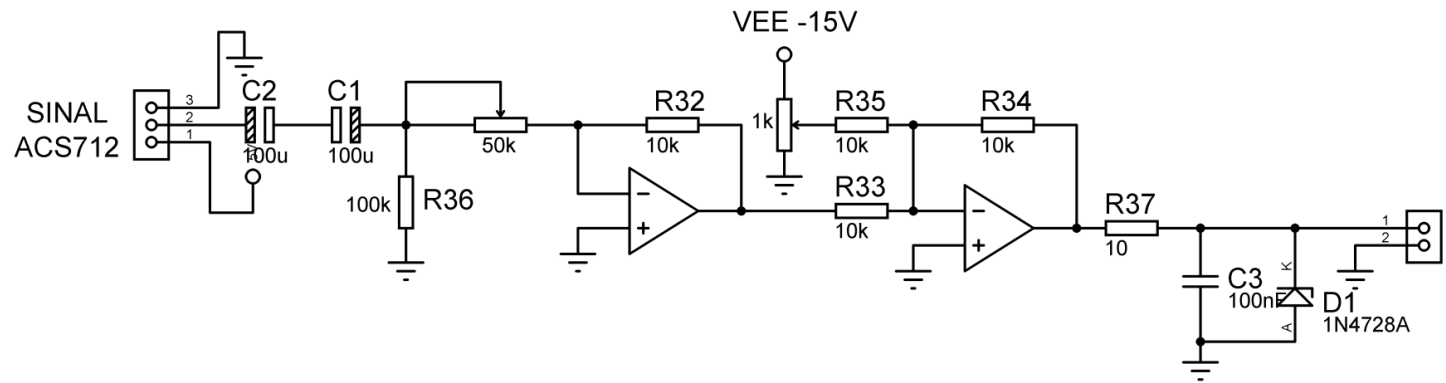 VEE -15V
SINAL
ACS712
3
2
1
C2
100u
C1
100u
100k
R36
50k
R32
10k
1k
R35
10k
R34
10k
R33
10k
R37
10
C3
100nF
K
A
D1
1N4728A
1
2